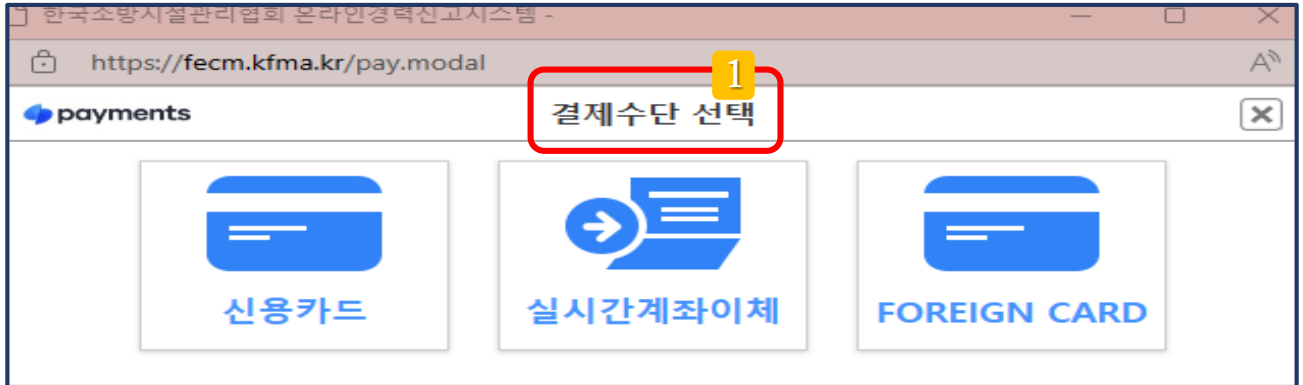 한국소방시설관리협회 온라인경력신고시스템 -
https://fecm.kfma.kr/pay.modal
1
payments
결제수단 선택
신용카드
실시간계좌이체
FOREIGN CARD